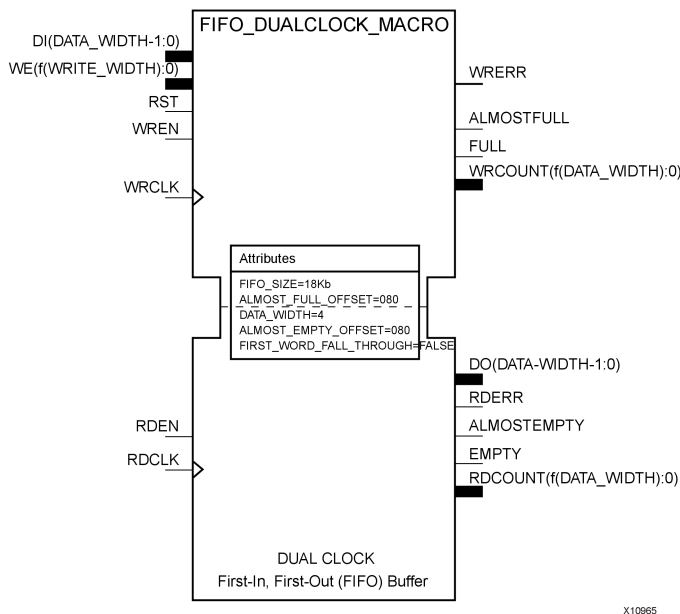 FIFO_DUALCLOCK_MACRO
DI(DATA_WIDTH-1:0)
WE(f(WRITE_WIDTH):0)
RST
WREN
WRCLK
WRERR
ALMOSTFULL
FULL
WRCOUNT(f(DATA_WIDTH):0)
Attributes
FIFO_SIZE=18Kb
ALMOST_FULL_OFFSET=080
DATA_WIDTH=4
ALMOST_EMPTY_OFFSET=080
FIRST_WORD_FALL_THROUGH=FALSE
RDEN
RDCLK
DO(DATA-WIDTH-1:0)
RDERR
ALMOSTEMPTY
EMPTY
RDCOUNT(f(DATA_WIDTH):0)
DUAL CLOCK
First-In, First-Out (FIFO) Buffer
X10965